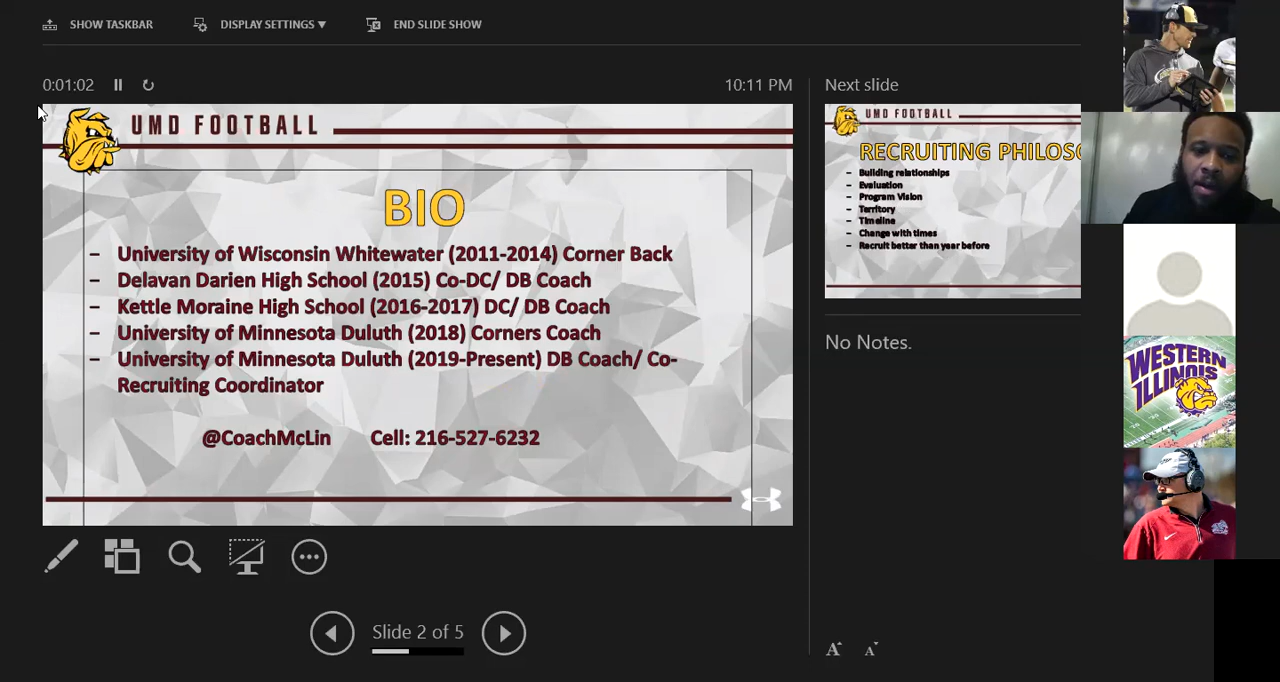 SHOW TASKBAR
DISPLAY SETTINGS
END SLIDE SHOW
0:01:02
10:11 PM
UMD FOOTBALL
BIO
– University of Wisconsin Whitewater (2011-2014) Corner Back
– Delavan Darien High School (2015) Co-DC/ DB Coach
– Kettle Moraine High School (2016-2017) DC/ DB Coach
– University of Minnesota Duluth (2018) Corners Coach
– University of Minnesota Duluth (2019-Present) DB Coach/ Co-
Recruiting Coordinator
@CoachMcLin Cell: 216-527-6232
Slide 2 of 5
Next slide
UMD FOOTBALL
RECRUITING PHILOSO
– Building relationships
– Evaluation
– Program Vision
– Territory
– Timeline
– Change with times
– Recruit better than year before
No Notes.
A A
WESTERN
ILLINOIS